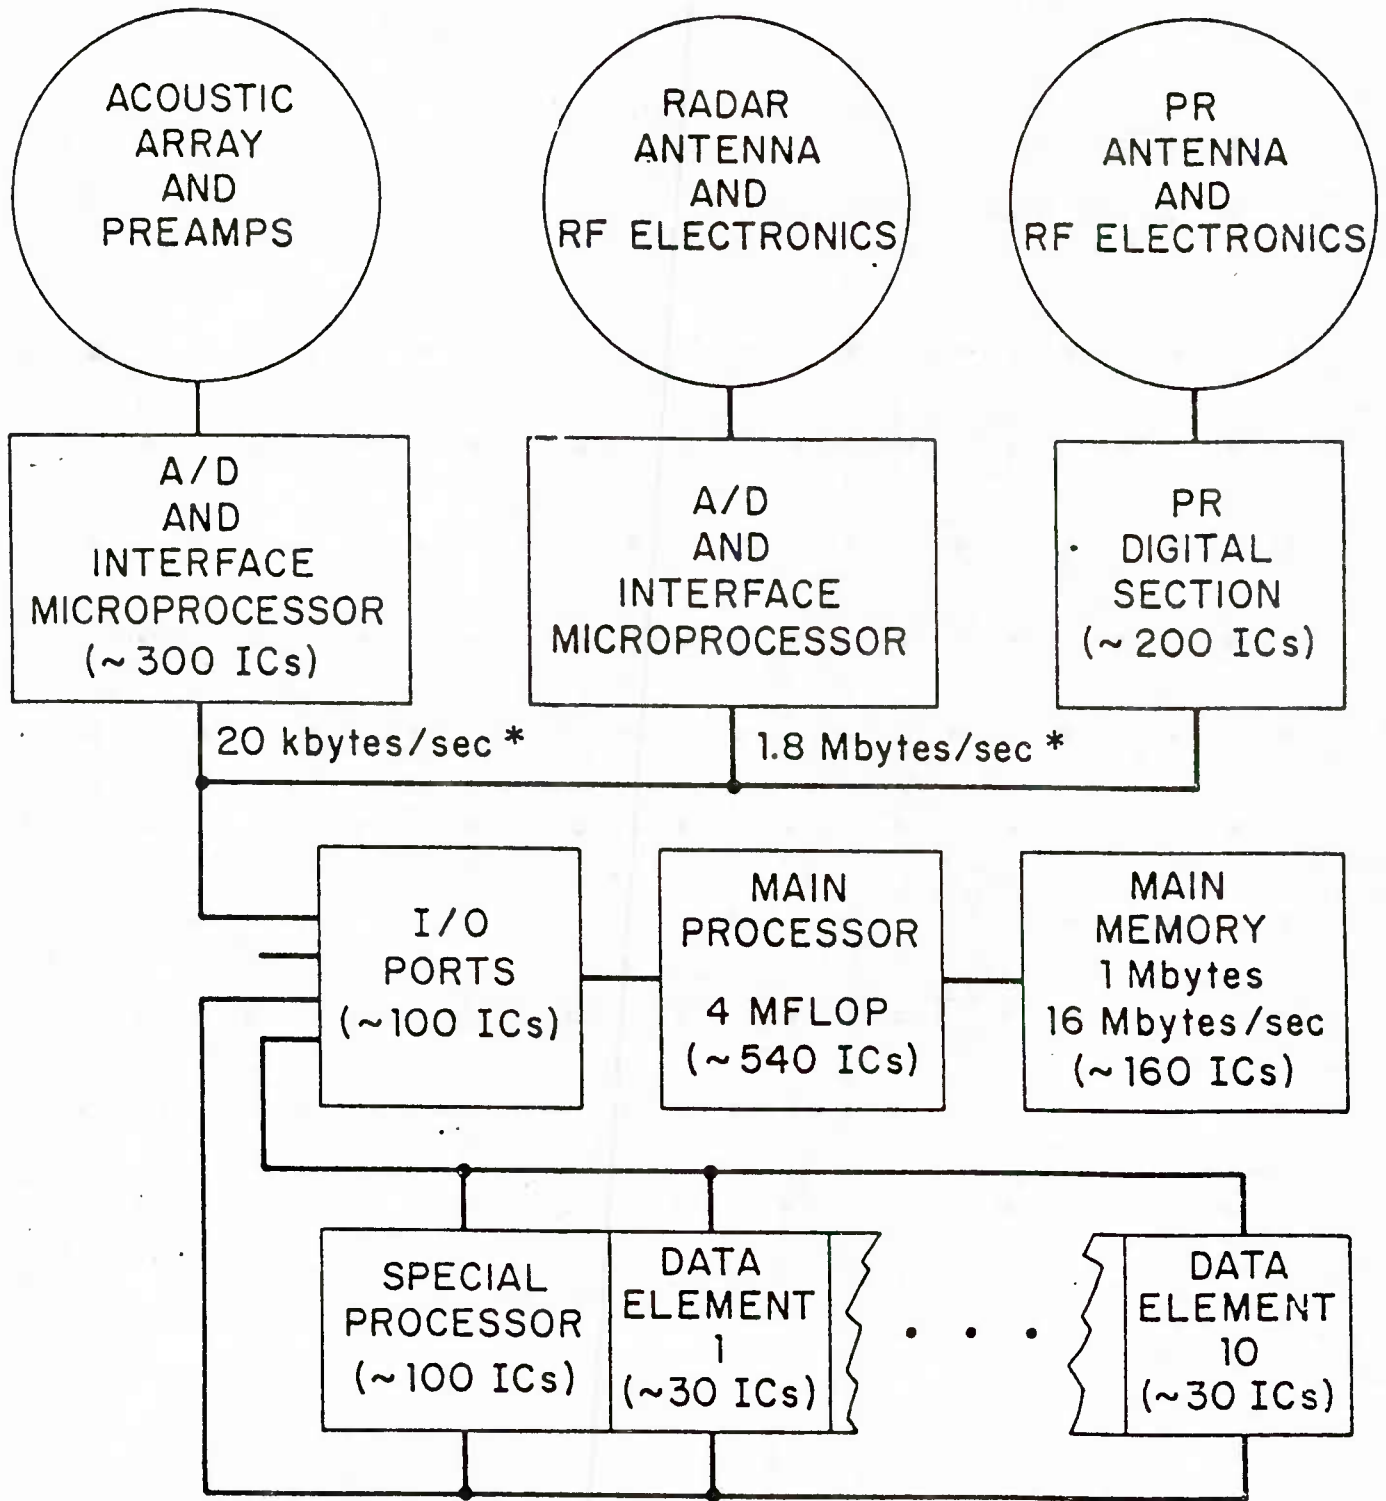 ACOUSTIC
ARRAY
AND
PREAMPS
RADAR
ANTENNA
AND
RF ELECTRONICS
PR
ANTENNA
AND
RF ELECTRONICS
A/D
AND
INTERFACE
MICROPROCESSOR
(~300 ICs)
A/D
AND
INTERFACE
MICROPROCESSOR
PR
DIGITAL
SECTION
(~200 ICs)
20 kbytes/sec*
1.8 Mbytes/sec*
I/O
PORTS
(~100 ICs)
MAIN
PROCESSOR
4 MFLOP
(~540 ICs)
MAIN
MEMORY
1 Mbytes
16 Mbytes/sec
(~160 ICs)
SPECIAL
PROCESSOR
(~100 ICs)
DATA
ELEMENT
1
(~30 ICs)
. . .
DATA
ELEMENT
10
(~30 ICs)